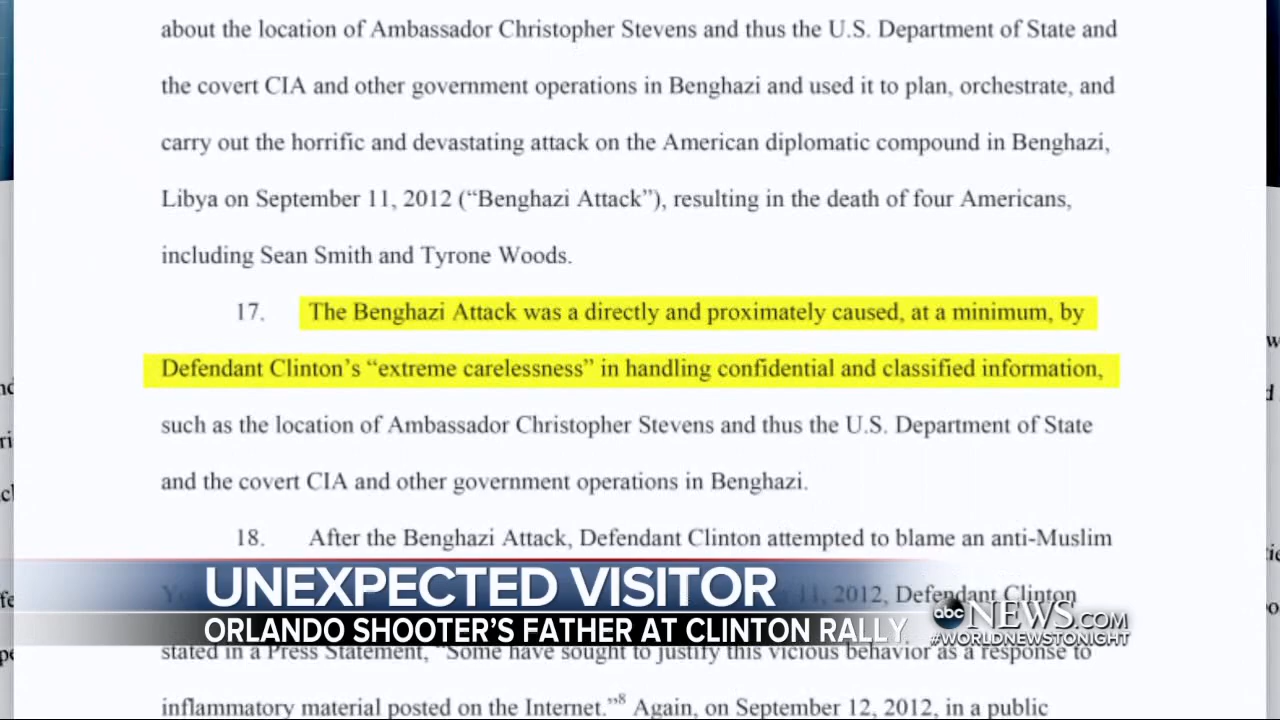 about the location of Ambassador Christopher Stevens and thus the U.S. Department of State and
the covert CIA and other government operations in Benghazi and used it to plan, orchestrate, and
carry out the horrific and devastating attack on the American diplomatic compound in Benghazi,
Libya on September 11, 2012 (“Benghazi Attack”), resulting in the death of four Americans,
including Sean Smith and Tyrone Woods.
17. The Benghazi Attack was a directly and proximately caused, at a minimum, by
Defendant Clinton’s “extreme carelessness” in handling confidential and classified information,
such as the location of Ambassador Christopher Stevens and thus the U.S. Department of State
and the covert CIA and other government operations in Benghazi.
18. After the Benghazi Attack, Defendant Clinton attempted to blame an anti-Muslim
11, 2012, Defendant Clinton
UNEXPECTED VISITOR
abc NEWS.COM
ORLANDO SHOOTER’S FATHER AT CLINTON RALLY
#WORLDNEWSTONIGHT
stated in a Press Statement, “Some have sought to justify this vicious behavior as a response to
inflammatory material posted on the Internet.”8 Again, on September 12, 2012, in a public